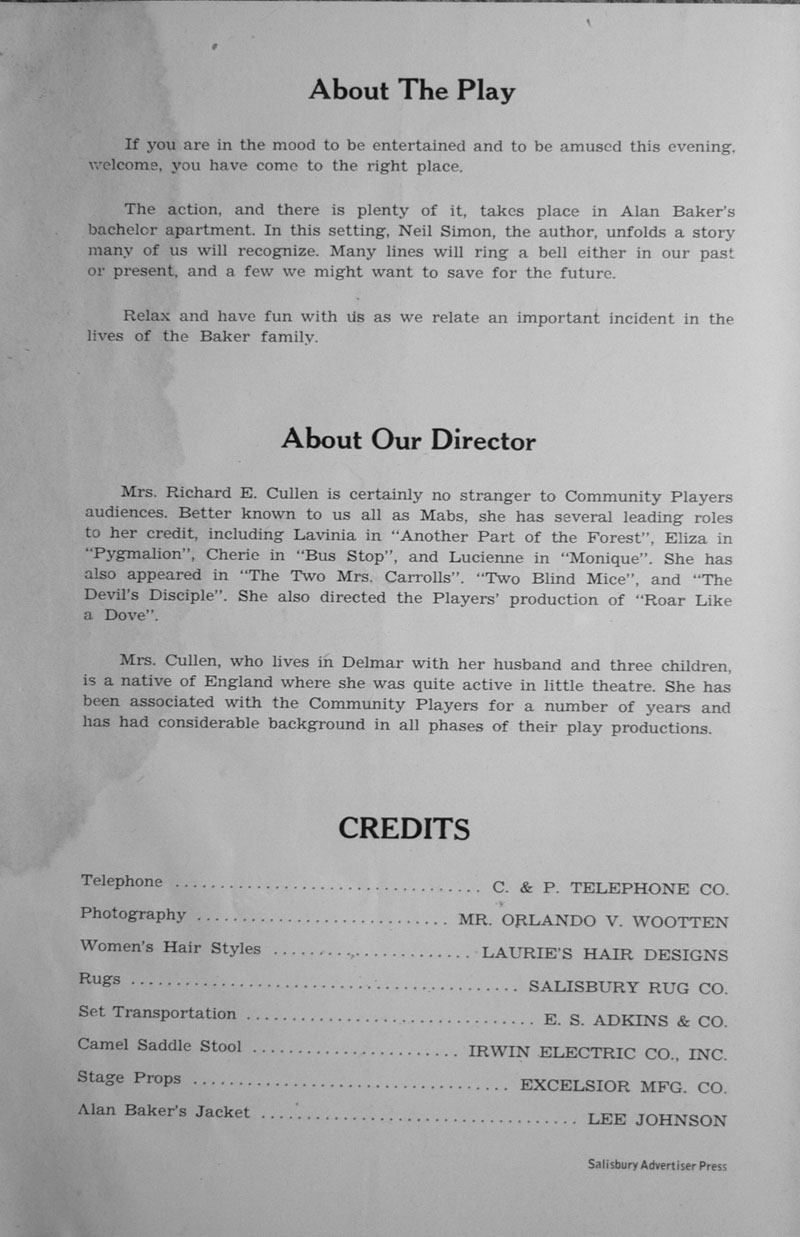 About The Play
If you are in the mood to be entertained and to be amused this evening,
welcome, you have come to the right place.
The action, and there is plenty of it, takes place in Alan Baker's
bachelor apartment. In this setting, Neil Simon, the author, unfolds a story
many of us will recognize. Many lines will ring a bell either in our past
or present, and a few we might want to save for the future.
Relax and have fun with us as we relate an important incident in the
lives of the Baker family.
About Our Director
Mrs. Richard E. Cullen is certainly no stranger to Community Players
audiences. Better known to us all as Mabs, she has several leading roles
to her credit, including Lavinia in "Another Part of the Forest", Eliza in
"Pygmalion", Cherie in "Bus Stop", and Lucienne in "Monique". She has
also appeared in "The Two Mrs. Carrolls". "Two Blind Mice", and "The
Devil's Disciple". She also directed the Players' production of "Roar Like
a Dove".
Mrs. Cullen, who lives in Delmar with her husband and three children,
is a native of England where she was quite active in little theatre. She has
been associated with the Community Players for a number of years and
has had considerable background in all phases of their play productions.
CREDITS
Telephone .................................. C. & P. TELEPHONE CO.
Photography ............................ MR. ORLANDO V. WOOTTEN
Women's Hair Styles ...................... LAURIE'S HAIR DESIGNS
Rugs ........................................... SALISBURY RUG CO.
Set Transportation ................................ E. S. ADKINS & CO.
Camel Saddle Stool ....................... IRWIN ELECTRIC CO., INC.
Stage Props ................................... EXCELSIOR MFG. CO.
Alan Baker's Jacket ................................... LEE JOHNSON
Salisbury Advertiser Press